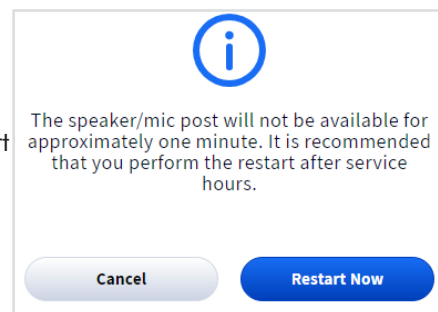 The speaker/mic post will not be available for
approximately one minute. It is recommended
that you perform the restart after service
hours.
Cancel Restart Now